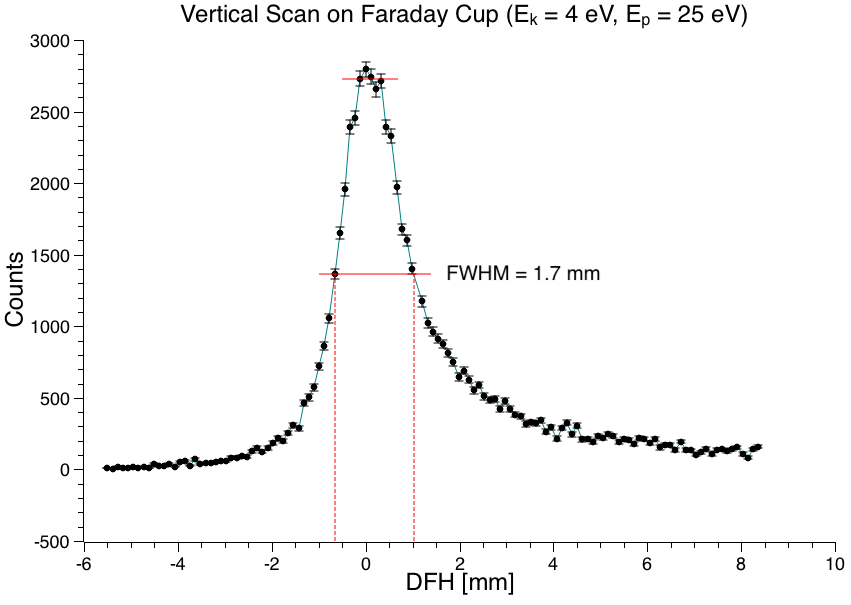 Vertical Scan on Faraday Cup (Eₖ = 4 eV, Eₚ = 25 eV)
3000
2500
2000
1500
1000
500
0
-500
Counts
FWHM = 1.7 mm
-6 -4 -2 0 2 4 6 8 10
DFH [mm]